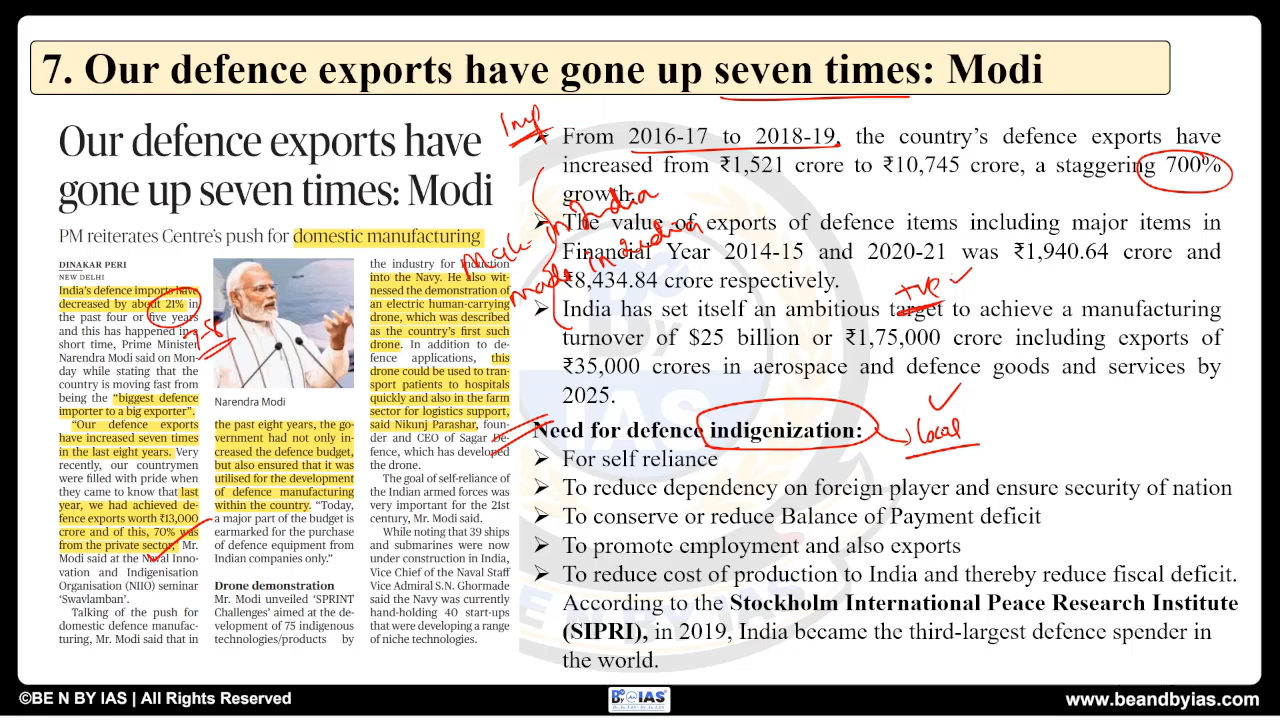 7. Our defence exports have gone up seven times: Modi
Our defence exports have
gone up seven times: Modi
PM reiterates Centre's push for domestic manufacturing
DINAKAR PERI
NEW DELHI
India's defence imports have
decreased by about 21% in
the past four or five years
and this has happened in a
short time, Prime Minister
Narendra Modi said on Mon-
day while stating that the
country is moving fast from
being the "biggest defence
importer to a big exporter".
"Our defence exports
have increased seven times
in the last eight years. Very
recently, our countrymen
were filled with pride when
they came to know that last
year, we had achieved de-
fence exports worth ₹13,000
crore and of this, 70% was
from the private sector," Mr.
Modi said at the Naval Inno-
vation and Indigenisation
Organisation (NIIO) seminar
'Swavlamban'.
Talking of the push for
domestic defence manufac-
turing, Mr. Modi said that in
Narendra Modi
the past eight years, the go-
vernment had not only in-
creased the defence budget,
but also ensured that it was
utilised for the development
of defence manufacturing
within the country. "Today,
a major part of the budget is
earmarked for the purchase
of defence equipment from
Indian companies only."
Drone demonstration
Mr. Modi unveiled 'SPRINT
Challenges' aimed at the de-
velopment of 75 indigenous
technologies/products by
the industry for induction
into the Navy. He also wit-
nessed the demonstration of
an electric human-carrying
drone, which was described
as the country's first such
drone. In addition to de-
fence applications, this
drone could be used to tran-
sport patients to hospitals
quickly and also in the farm
sector for logistics support,
said Nikunj Parashar, foun-
der and CEO of Sagar De-
fence, which has developed
the drone.
The goal of self-reliance of
the Indian armed forces was
very important for the 21st
century, Mr. Modi said.
While noting that 39 ships
and submarines were now
under construction in India,
Vice Chief of the Naval Staff
Vice Admiral S.N. Ghormade
said the Navy was currently
hand-holding 40 start-ups
that were developing a range
of niche technologies.
Imp
➤ From 2016-17 to 2018-19, the country's defence exports have
increased from ₹1,521 crore to ₹10,745 crore, a staggering 700%
growth.
Make in India
made in India
➤ The value of exports of defence items including major items in
Financial Year 2014-15 and 2020-21 was ₹1,940.64 crore and
₹8,434.84 crore respectively.
➤ India has set itself an ambitious target to achieve a manufacturing
turnover of $25 billion or ₹1,75,000 crore including exports of
₹35,000 crores in aerospace and defence goods and services by
2025.
Need for defence indigenization:
local
➤ For self reliance
➤ To reduce dependency on foreign player and ensure security of nation
➤ To conserve or reduce Balance of Payment deficit
➤ To promote employment and also exports
➤ To reduce cost of production to India and thereby reduce fiscal deficit.
According to the Stockholm International Peace Research Institute
(SIPRI), in 2019, India became the third-largest defence spender in
the world.
©BE N BY IAS | All Rights Reserved
IAS
www.beandbyias.com